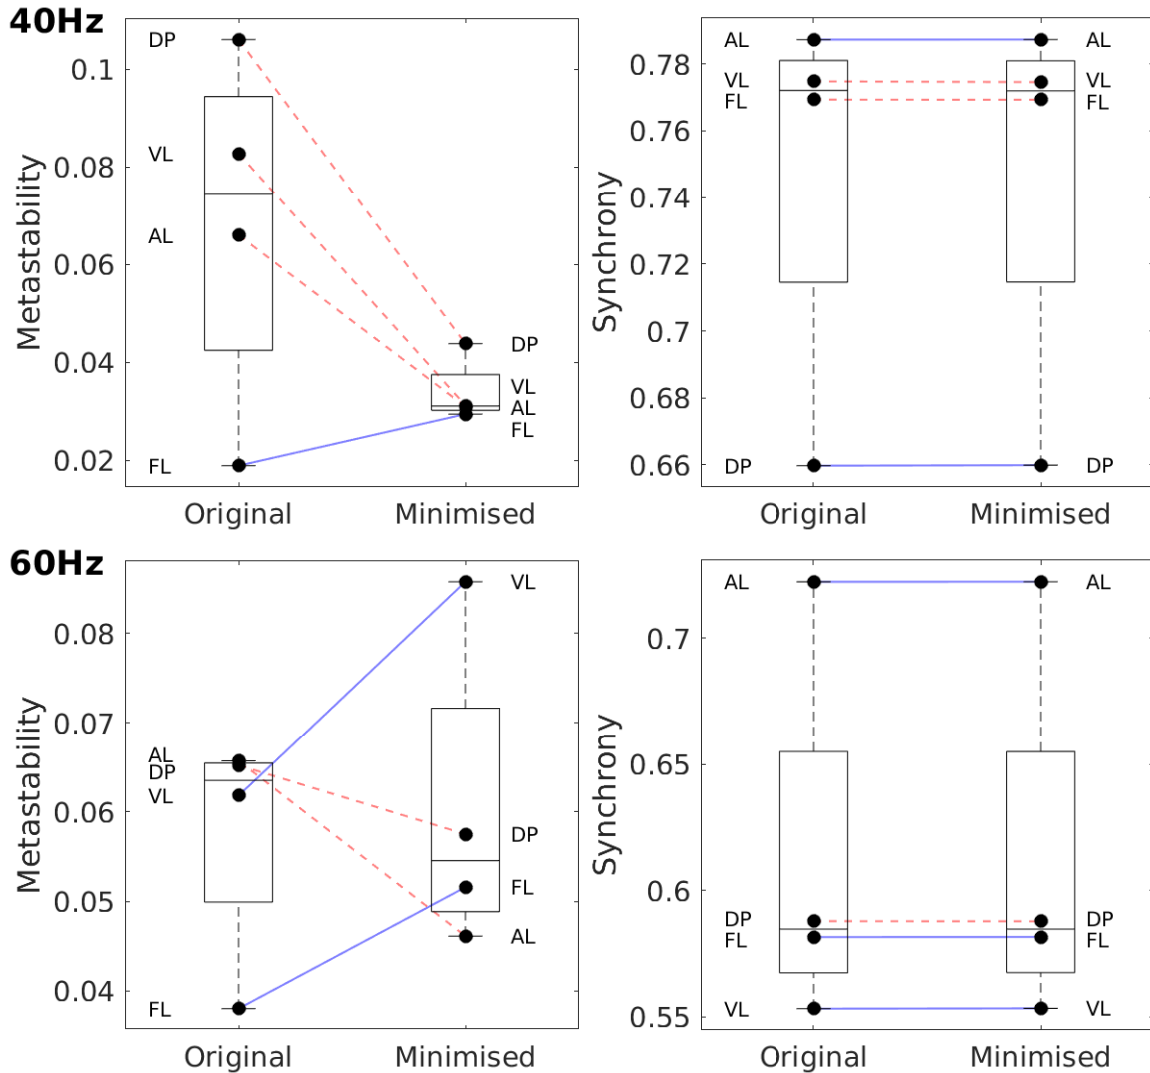 40Hz
Metastability
0.1
0.08
0.06
0.04
0.02
DP
VL
AL
FL
DP
VL
AL
FL
Original
Minimised
Synchrony
0.78
0.76
0.74
0.72
0.7
0.68
0.66
AL
VL
FL
DP
AL
VL
FL
DP
Original
Minimised
60Hz
Metastability
0.08
0.07
0.06
0.05
0.04
AL
DP
VL
FL
VL
DP
FL
AL
Original
Minimised
Synchrony
0.7
0.65
0.6
0.55
AL
DP
FL
VL
AL
DP
FL
VL
Original
Minimised